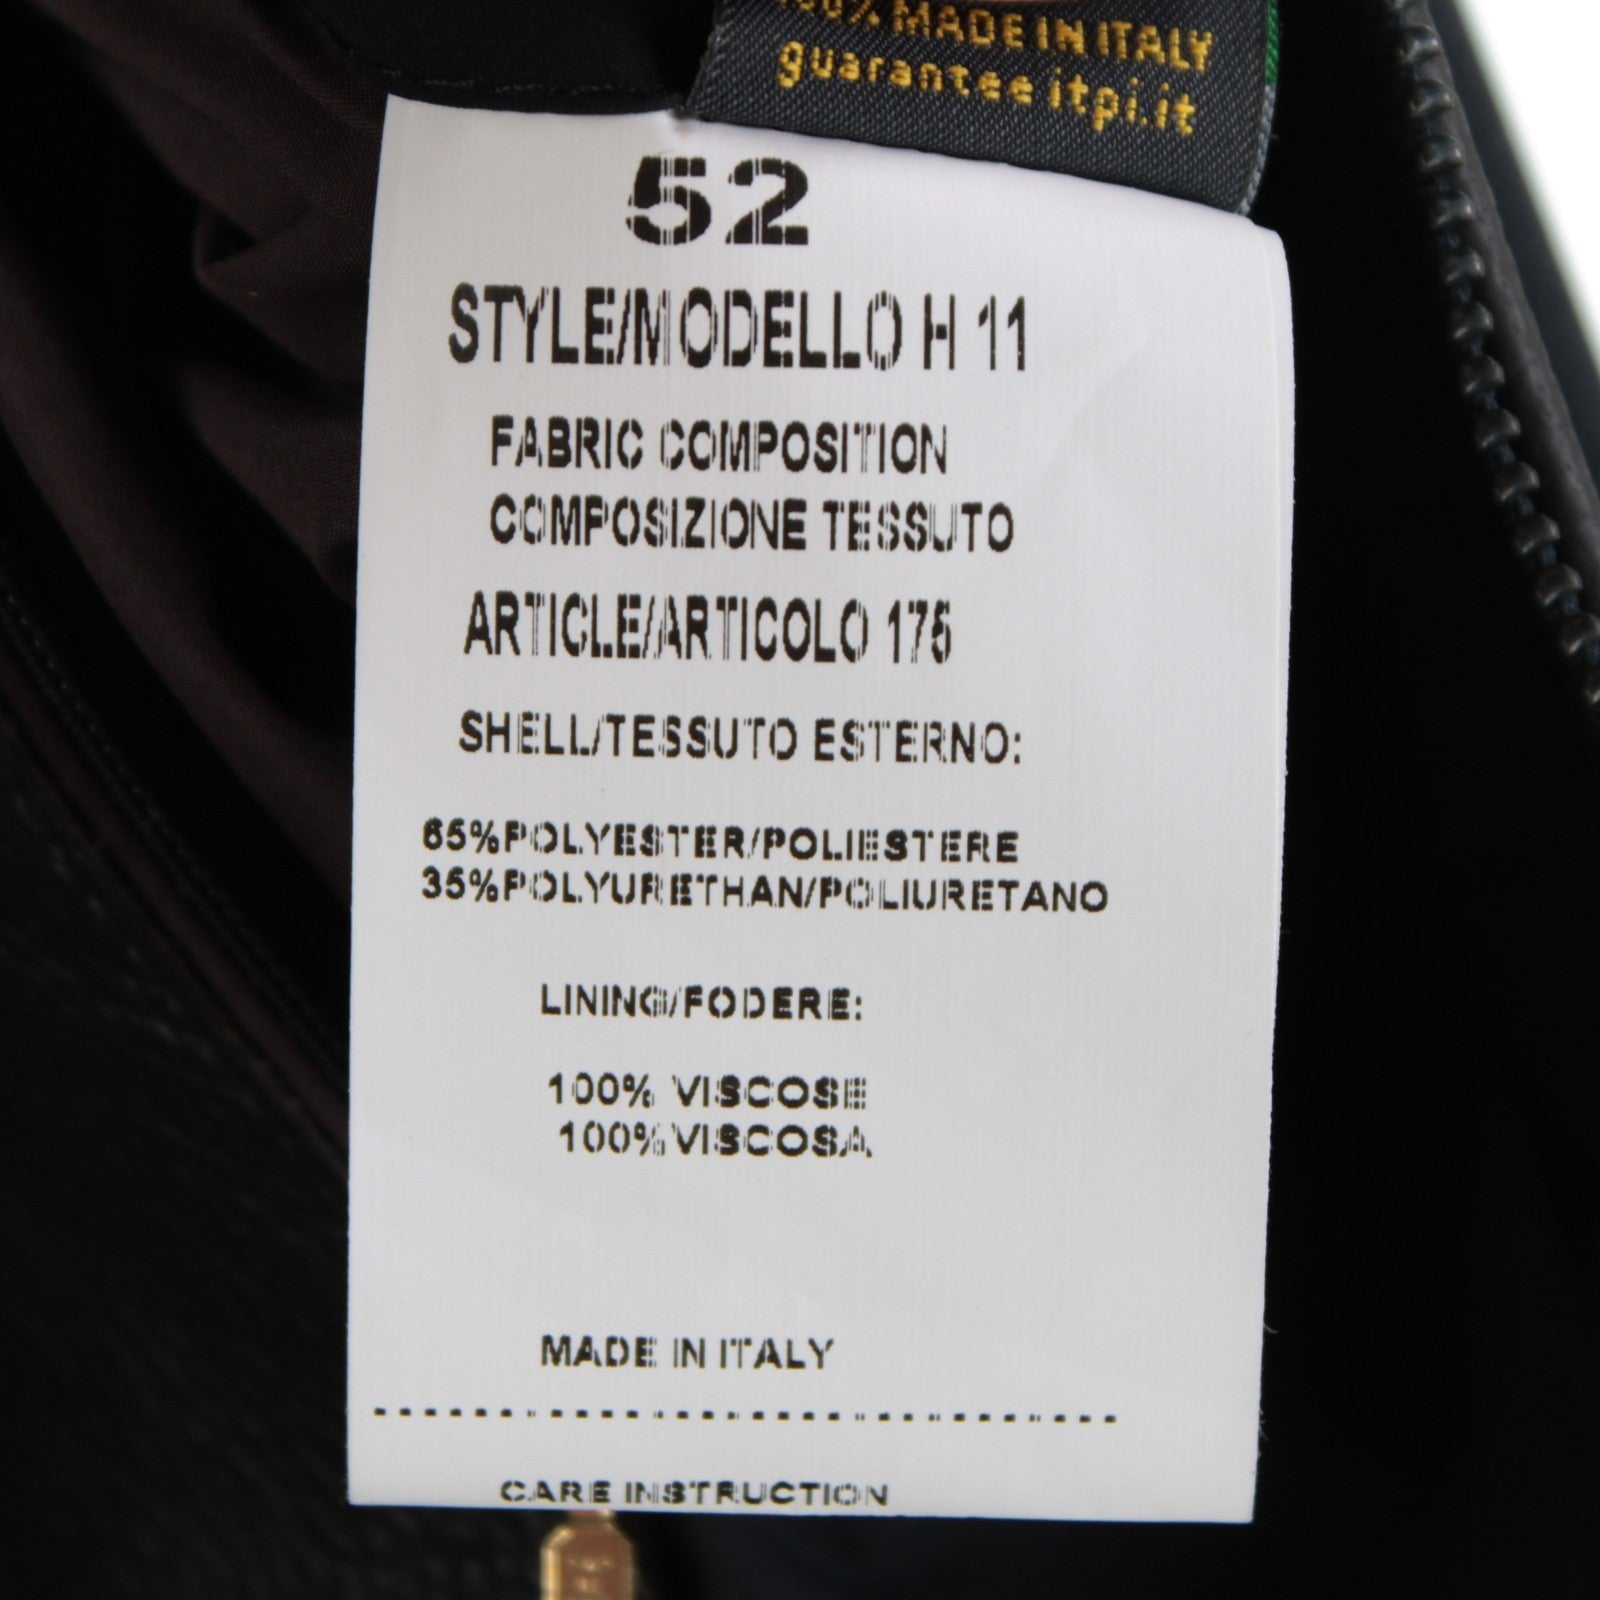 100% MADE IN ITALY
guarantee itpi.it
52
STYLE/MODELLO H 11
FABRIC COMPOSITION
COMPOSIZIONE TESSUTO
ARTICLE/ARTICOLO 175
SHELL/TESSUTO ESTERNO:
65%POLYESTER/POLIESTERE
35%POLYURETHAN/POLIURETANO
LINING/FODERE:
100% VISCOSE
100%VISCOSA
MADE IN ITALY
CARE INSTRUCTION